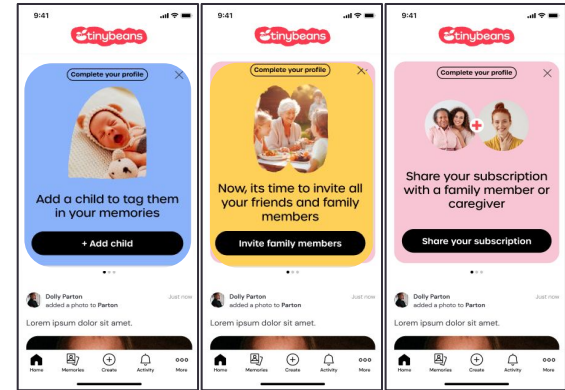 9:41
tinybeans
Complete your profile
Add a child to tag them
in your memories
+ Add child
Dolly Parton
Just now
added a photo to Parton
Lorem ipsum dolor sit amet.
Home
Memories
Create
Activity
More
9:41
tinybeans
Complete your profile
Now, its time to invite all
your friends and family
members
Invite family members
Dolly Parton
Just now
added a photo to Parton
Lorem ipsum dolor sit amet.
Home
Memories
Create
Activity
More
9:41
tinybeans
Complete your profile
Share your subscription
with a family member or
caregiver
Share your subscription
Dolly Parton
Just now
added a photo to Parton
Lorem ipsum dolor sit amet.
Home
Memories
Create
Activity
More